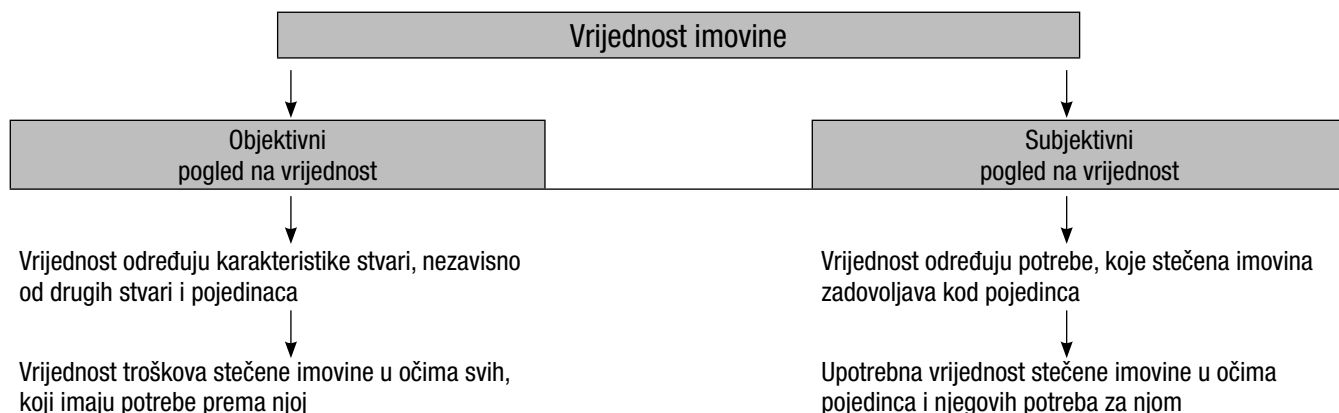 Vrijednost imovine
Objektivni
pogled na vrijednost
Subjektivni
pogled na vrijednost
Vrijednost određuju karakteristike stvari, nezavisno
od drugih stvari i pojedinaca
Vrijednost određuju potrebe, koje stečena imovina
zadovoljava kod pojedinca
Vrijednost troškova stečene imovine u očima svih,
koji imaju potrebe prema njoj
Upotrebna vrijednost stečene imovine u očima
pojedinca i njegovih potreba za njom